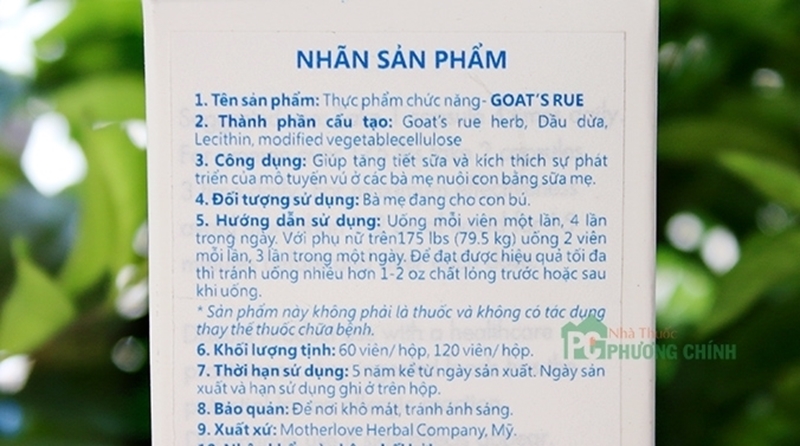 NHÃN SẢN PHẨM
1. Tên sản phẩm: Thực phẩm chức năng- GOAT'S RUE
2. Thành phần cấu tạo: Goat's rue herb, Dầu dừa,
Lecithin, modified vegetablecellulose
3. Công dụng: Giúp tăng tiết sữa và kích thích sự phát
triển của mô tuyến vú ở các bà mẹ nuôi con bằng sữa mẹ.
4. Đối tượng sử dụng: Bà mẹ đang cho con bú.
5. Hướng dẫn sử dụng: Uống mỗi viên một lần, 4 lần
trong ngày. Với phụ nữ trên175 lbs (79.5 kg) uống 2 viên
mỗi lần, 3 lần trong một ngày. Để đạt được hiệu quả tối đa
thì tránh uống nhiều hơn 1-2 oz chất lỏng trước hoặc sau
khi uống.
* Sản phẩm này không phải là thuốc và không có tác dụng
thay thế thuốc chữa bệnh.
6. Khối lượng tịnh: 60 viên/ hộp, 120 viên/ hộp.
7. Thời hạn sử dụng: 5 năm kể từ ngày sản xuất. Ngày sản
xuất và hạn sử dụng ghi ở trên hộp.
8. Bảo quản: Để nơi khô mát, tránh ánh sáng.
9. Xuất xứ: Motherlove Herbal Company, Mỹ.
Nhà Thuốc
PC PHƯƠNG CHÍNH